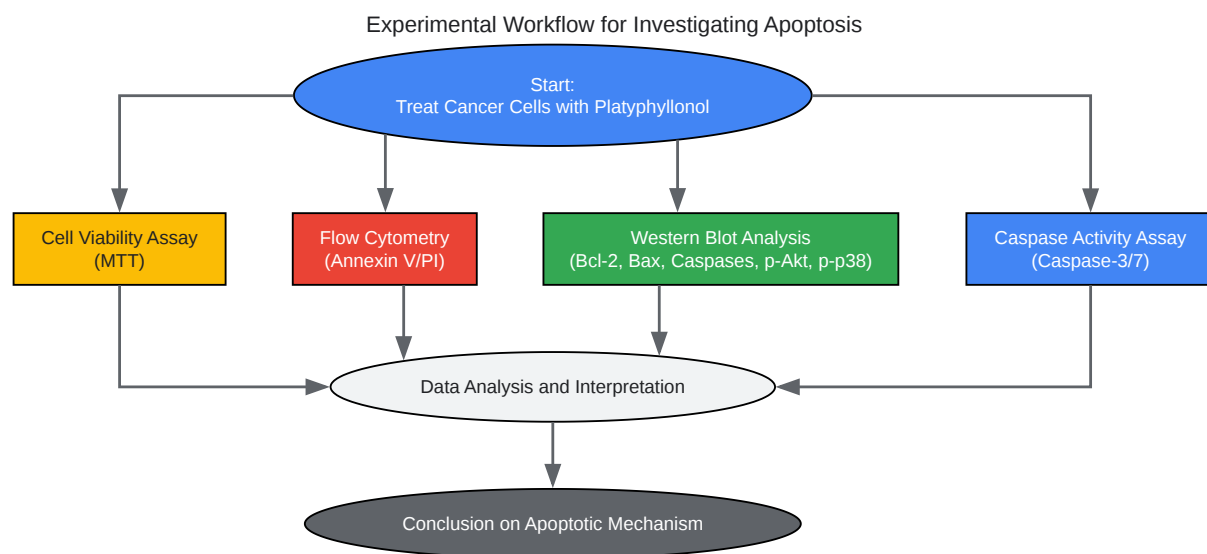 Experimental Workflow for Investigating Apoptosis
Start:
Treat Cancer Cells with Platyphyllonol
Cell Viability Assay
(MTT)
Flow Cytometry
(Annexin V/PI)
Western Blot Analysis
(Bcl-2, Bax, Caspases, p-Akt, p-p38)
Caspase Activity Assay
(Caspase-3/7)
Data Analysis and Interpretation
Conclusion on Apoptotic Mechanism